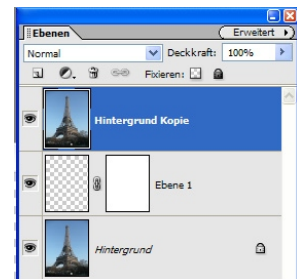 Ebenen
Erweitert
Normal
Deckkraft: 100%
Fixieren:
Hintergrund Kopie
Ebene 1
Hintergrund